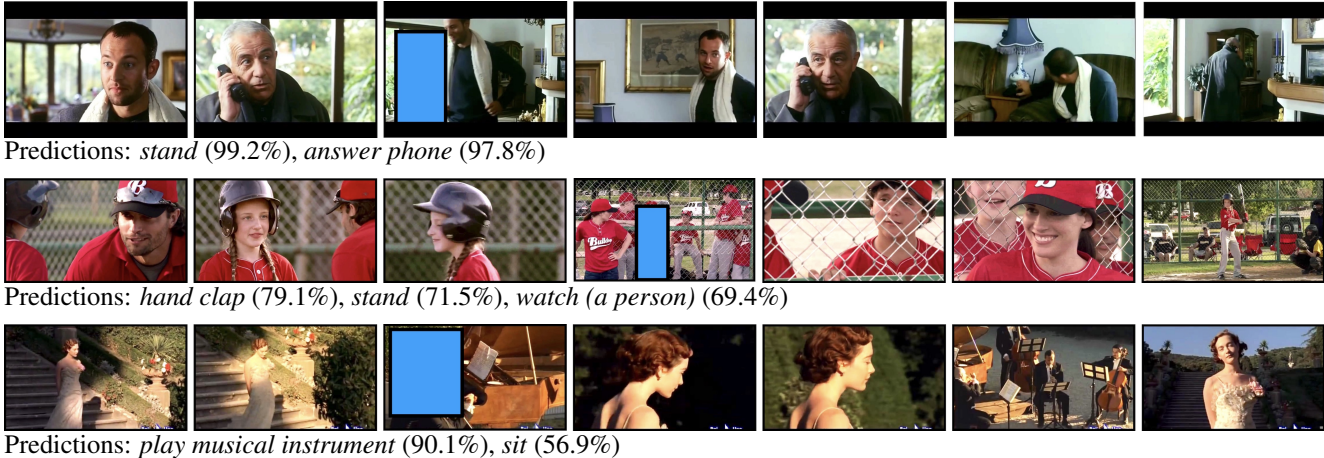 Predictions: stand (99.2%), answer phone (97.8%)
B
Bulldogs
B
B
Predictions: hand clap (79.1%), stand (71.5%), watch (a person) (69.4%)
Predictions: play musical instrument (90.1%), sit (56.9%)